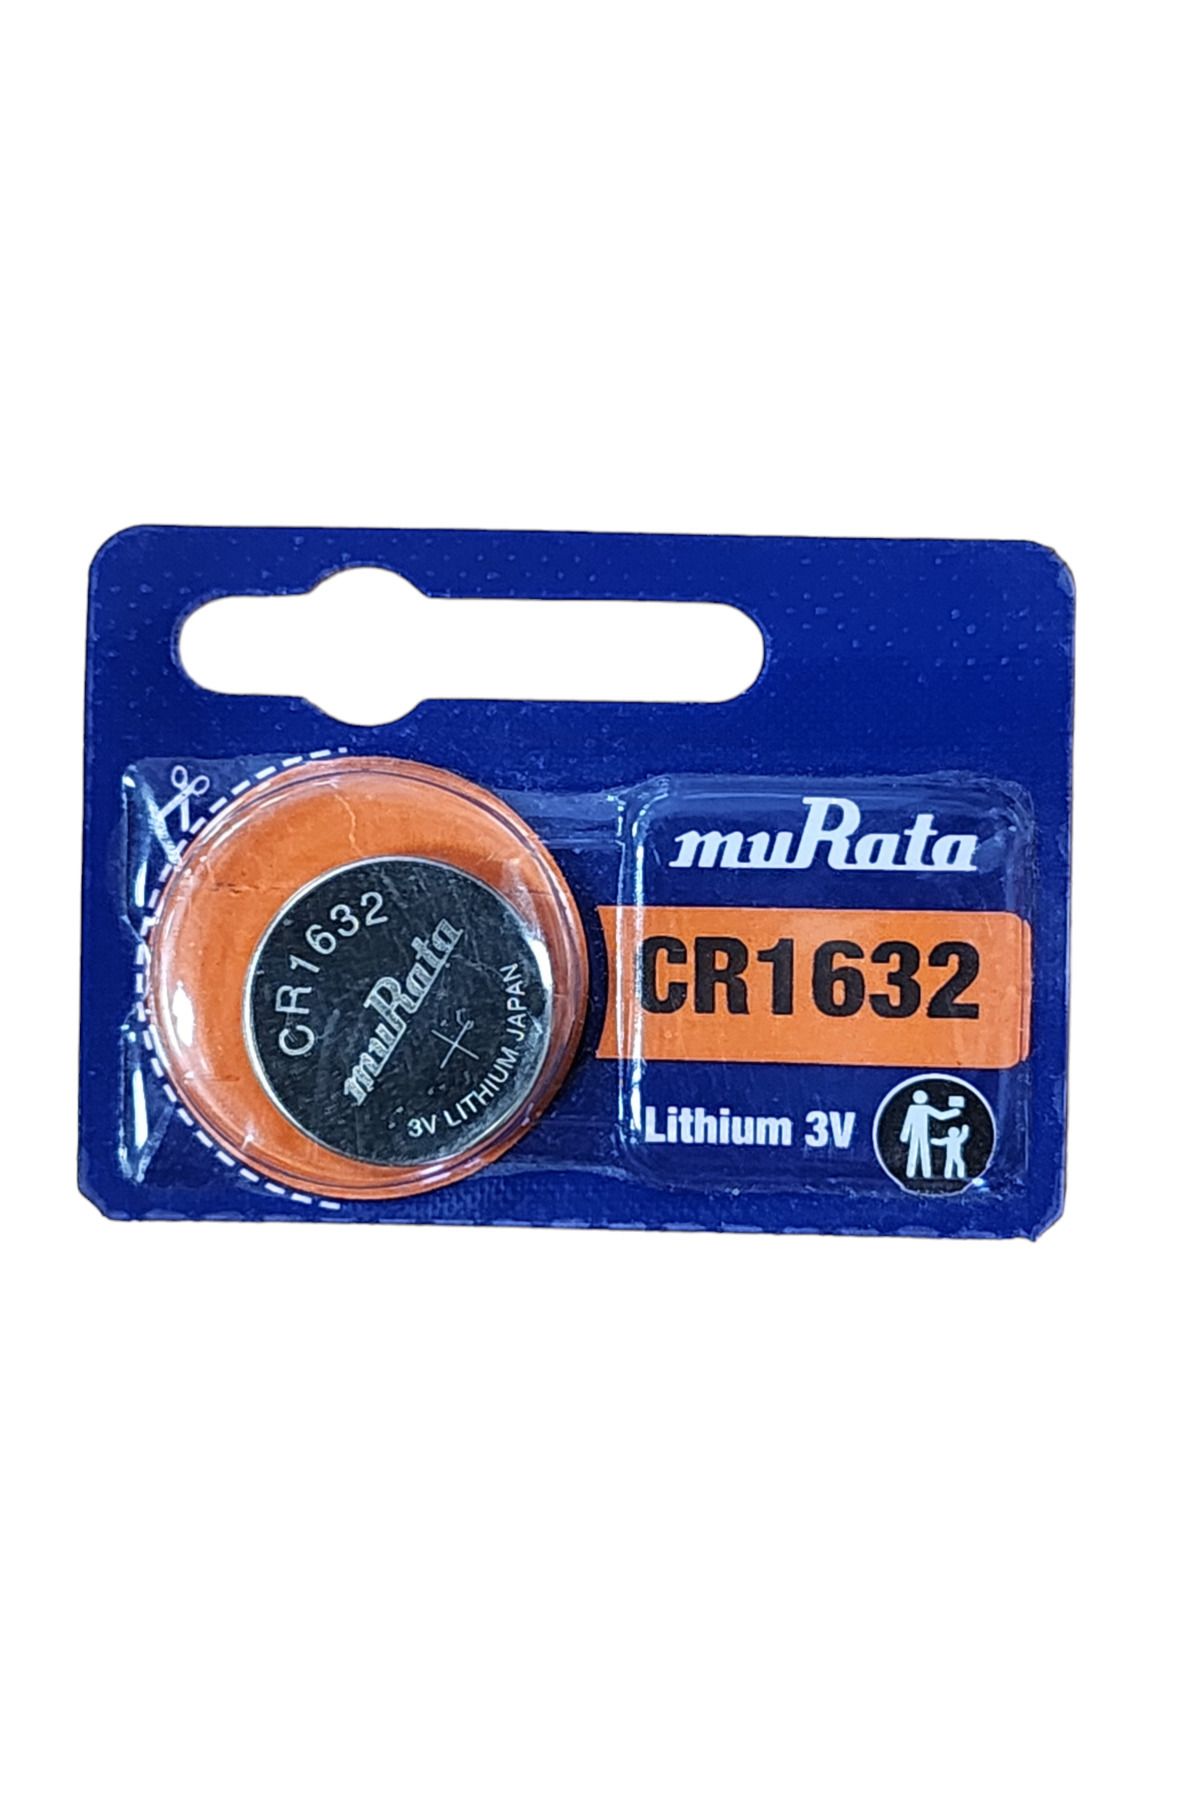 CR1632
muRata
+
3V LITHIUM JAPAN
muRata
CR1632
Lithium 3V